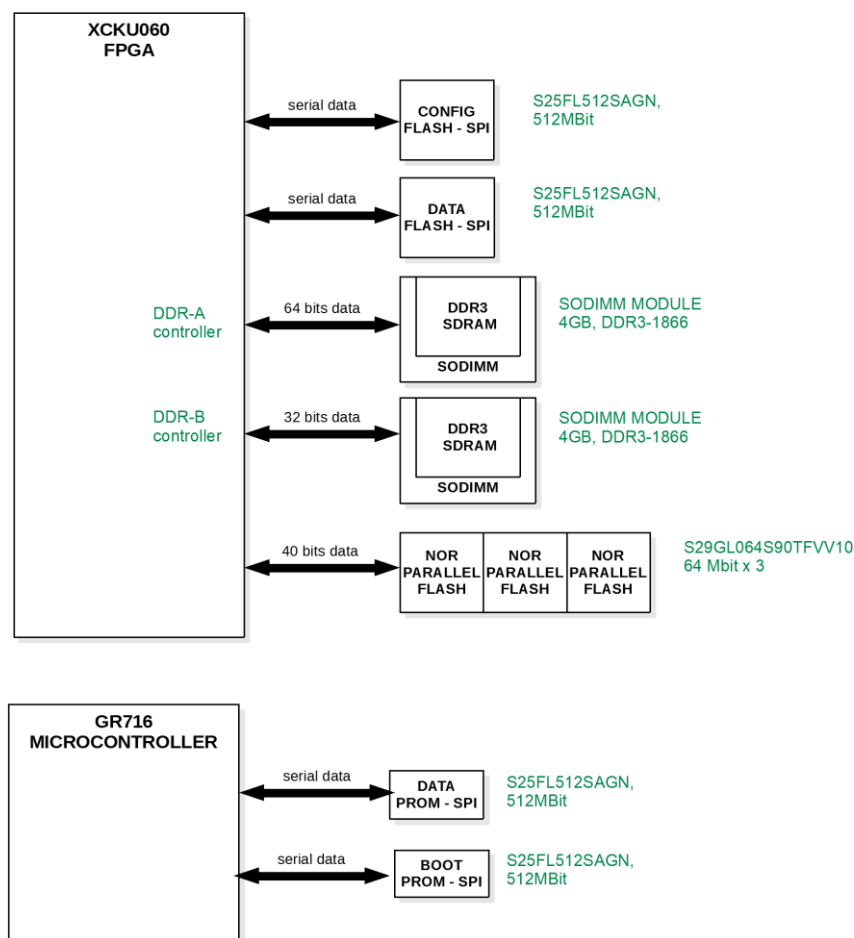 XCKU060
FPGA
serial data
CONFIG
FLASH - SPI
S25FL512SAGN,
512MBit
serial data
DATA
FLASH - SPI
S25FL512SAGN,
512MBit
DDR-A
controller
64 bits data
DDR3
SDRAM
SODIMM
SODIMM MODULE
4GB, DDR3-1866
DDR-B
controller
32 bits data
DDR3
SDRAM
SODIMM
SODIMM MODULE
4GB, DDR3-1866
40 bits data
NOR
PARALLEL
FLASH
NOR
PARALLEL
FLASH
NOR
PARALLEL
FLASH
S29GL064S90TFVV10
64 Mbit x 3
GR716
MICROCONTROLLER
serial data
DATA
PROM - SPI
S25FL512SAGN,
512MBit
serial data
BOOT
PROM - SPI
S25FL512SAGN,
512MBit